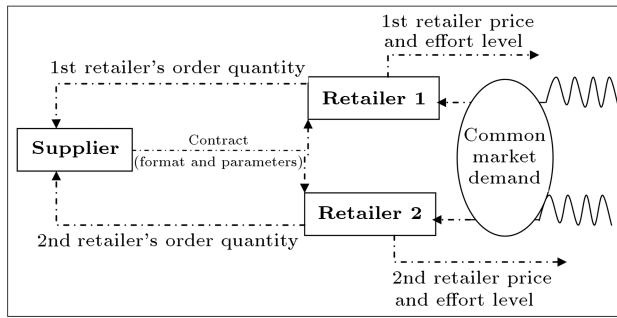 1st retailer price
and effort level
1st retailer's order quantity
Retailer 1
Supplier
Contract
(format and parameters)
Common
market
demand
Retailer 2
2nd retailer's order quantity
2nd retailer price
and effort level